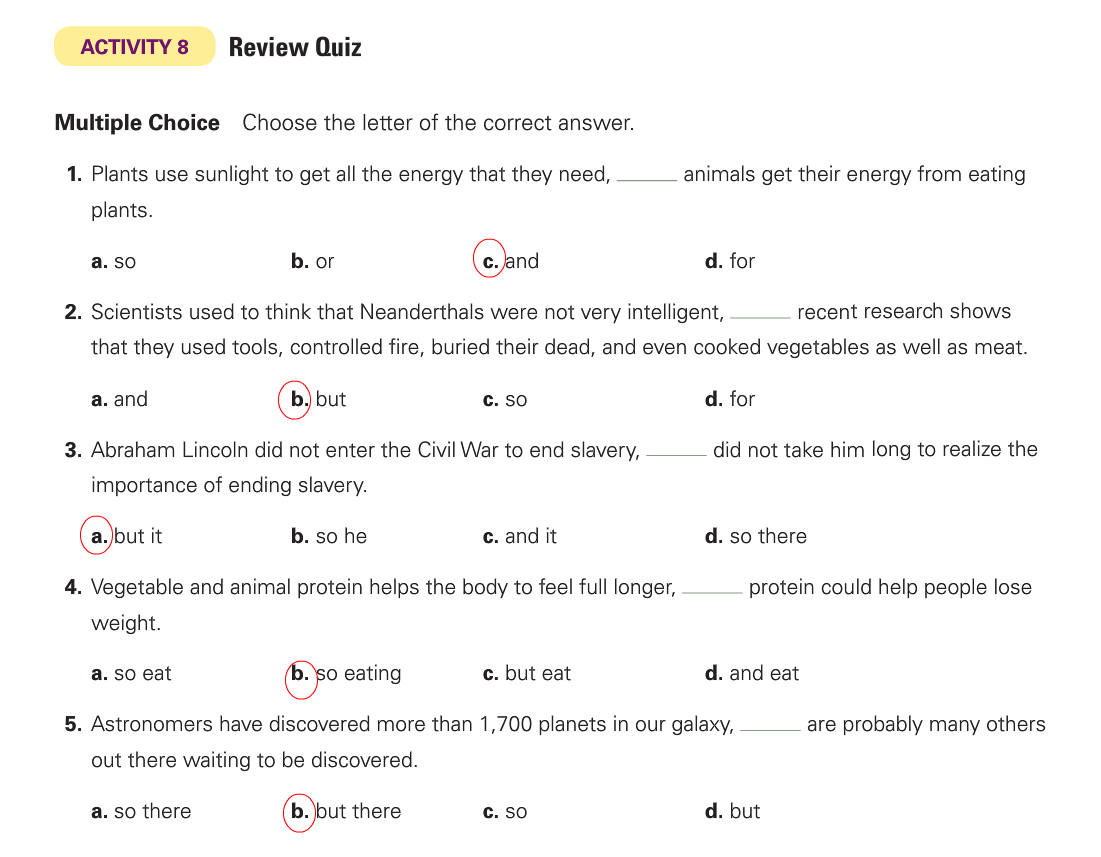 ACTIVITY 8 Review Quiz
Multiple Choice Choose the letter of the correct answer.
1. Plants use sunlight to get all the energy that they need, _____ animals get their energy from eating
plants.
a. so b. or c. and d. for
2. Scientists used to think that Neanderthals were not very intelligent, _____ recent research shows
that they used tools, controlled fire, buried their dead, and even cooked vegetables as well as meat.
a. and b. but c. so d. for
3. Abraham Lincoln did not enter the Civil War to end slavery, _____ did not take him long to realize the
importance of ending slavery.
a. but it b. so he c. and it d. so there
4. Vegetable and animal protein helps the body to feel full longer, _____ protein could help people lose
weight.
a. so eat b. so eating c. but eat d. and eat
5. Astronomers have discovered more than 1,700 planets in our galaxy, _____ are probably many others
out there waiting to be discovered.
a. so there b. but there c. so d. but